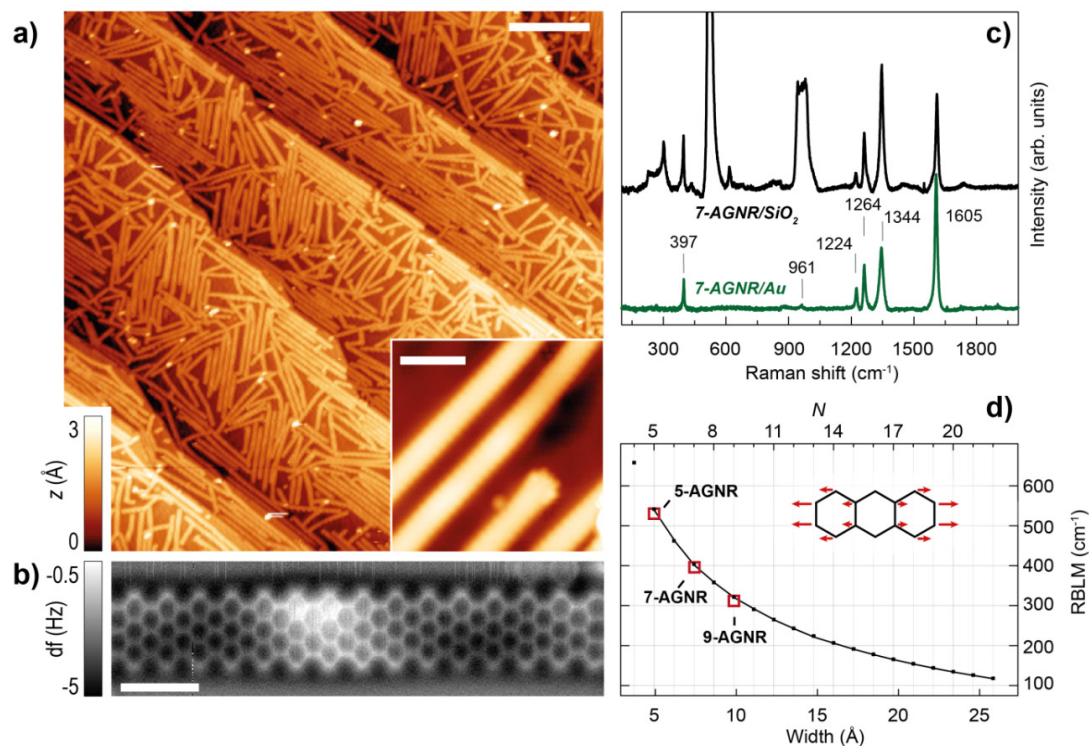 a)
3
z (Å)
0
b)
-0.5
df (Hz)
-5
c)
7-AGNR/SiO₂
1264
1344
1605
397
1224
961
7-AGNR/Au
Intensity (arb. units)
300 600 900 1200 1500 1800
Raman shift (cm⁻¹)
d)
N
5 8 11 14 17 20
5-AGNR
7-AGNR
9-AGNR
600
500
400
300
200
100
RBLM (cm⁻¹)
5 10 15 20 25
Width (Å)